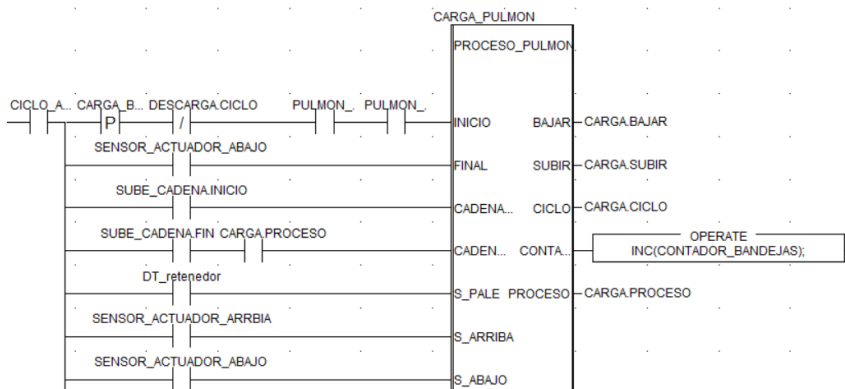 CARGA_PULMON
PROCESO_PULMON
CICLO_A... CARGA_B... DESCARGA.CICLO PULMON_. PULMON_.
P /
INICIO BAJAR CARGA.BAJAR
SENSOR_ACTUADOR_ABAJO
FINAL SUBIR CARGA.SUBIR
SUBE_CADENA.INICIO
CADENA... CICLO CARGA.CICLO
SUBE_CADENA.FIN CARGA.PROCESO
OPERATE
CADEN... CONTA... INC(CONTADOR_BANDEJAS);
DT_retenedor
S_PALE PROCESO CARGA.PROCESO
SENSOR_ACTUADOR_ARRBIA
S_ARRIBA
SENSOR_ACTUADOR_ABAJO
S_ABAJO